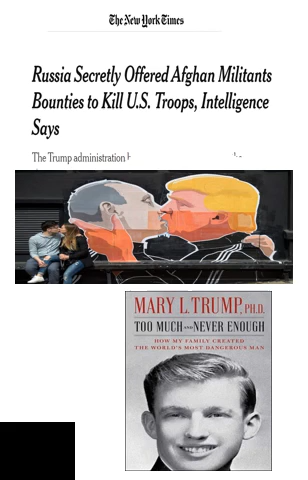 The New York Times
Russia Secretly Offered Afghan Militants
Bounties to Kill U.S. Troops, Intelligence
Says
The Trump administration
MARY L. TRUMP, PH.D.
TOO MUCH AND NEVER ENOUGH
HOW MY FAMILY CREATED
THE WORLD'S MOST DANGEROUS MAN